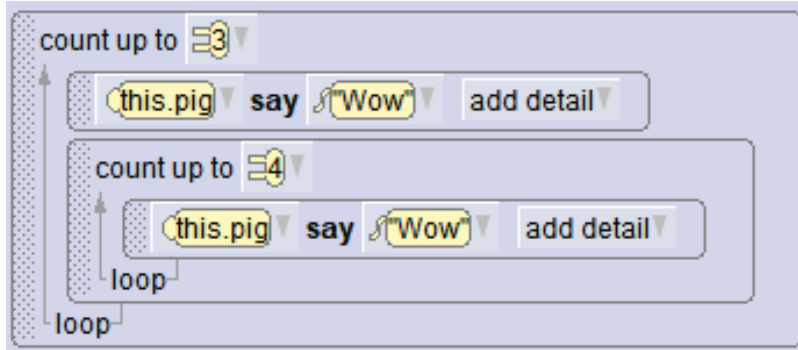 count up to 3
this.pig say "Wow" add detail
count up to 4
this.pig say "Wow" add detail
loop
loop